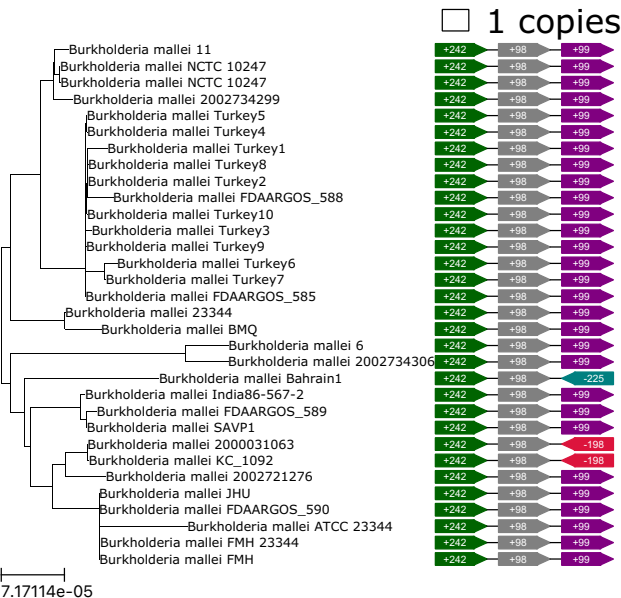 1 copies
Burkholderia mallei 11 +242 +98 +99
Burkholderia mallei NCTC 10247 +242 +98 +99
Burkholderia mallei NCTC 10247 +242 +98 +99
Burkholderia mallei 2002734299 +242 +98 +99
Burkholderia mallei Turkey5 +242 +98 +99
Burkholderia mallei Turkey4 +242 +98 +99
Burkholderia mallei Turkey1 +242 +98 +99
Burkholderia mallei Turkey8 +242 +98 +99
Burkholderia mallei Turkey2 +242 +98 +99
Burkholderia mallei FDAARGOS_588 +242 +98 +99
Burkholderia mallei Turkey10 +242 +98 +99
Burkholderia mallei Turkey3 +242 +98 +99
Burkholderia mallei Turkey9 +242 +98 +99
Burkholderia mallei Turkey6 +242 +98 +99
Burkholderia mallei Turkey7 +242 +98 +99
Burkholderia mallei FDAARGOS_585 +242 +98 +99
Burkholderia mallei 23344 +242 +98 +99
Burkholderia mallei BMQ +242 +98 +99
Burkholderia mallei 6 +242 +98 +99
Burkholderia mallei 2002734306 +242 +98 +99
Burkholderia mallei Bahrain1 +242 +98 -225
Burkholderia mallei India86-567-2 +242 +98 +99
Burkholderia mallei FDAARGOS_589 +242 +98 +99
Burkholderia mallei SAVP1 +242 +98 +99
Burkholderia mallei 2000031063 +242 +98 -198
Burkholderia mallei KC_1092 +242 +98 -198
Burkholderia mallei 2002721276 +242 +98 +99
Burkholderia mallei JHU +242 +98 +99
Burkholderia mallei FDAARGOS_590 +242 +98 +99
Burkholderia mallei ATCC 23344 +242 +98 +99
Burkholderia mallei FMH 23344 +242 +98 +99
Burkholderia mallei FMH +242 +98 +99
7.17114e-05